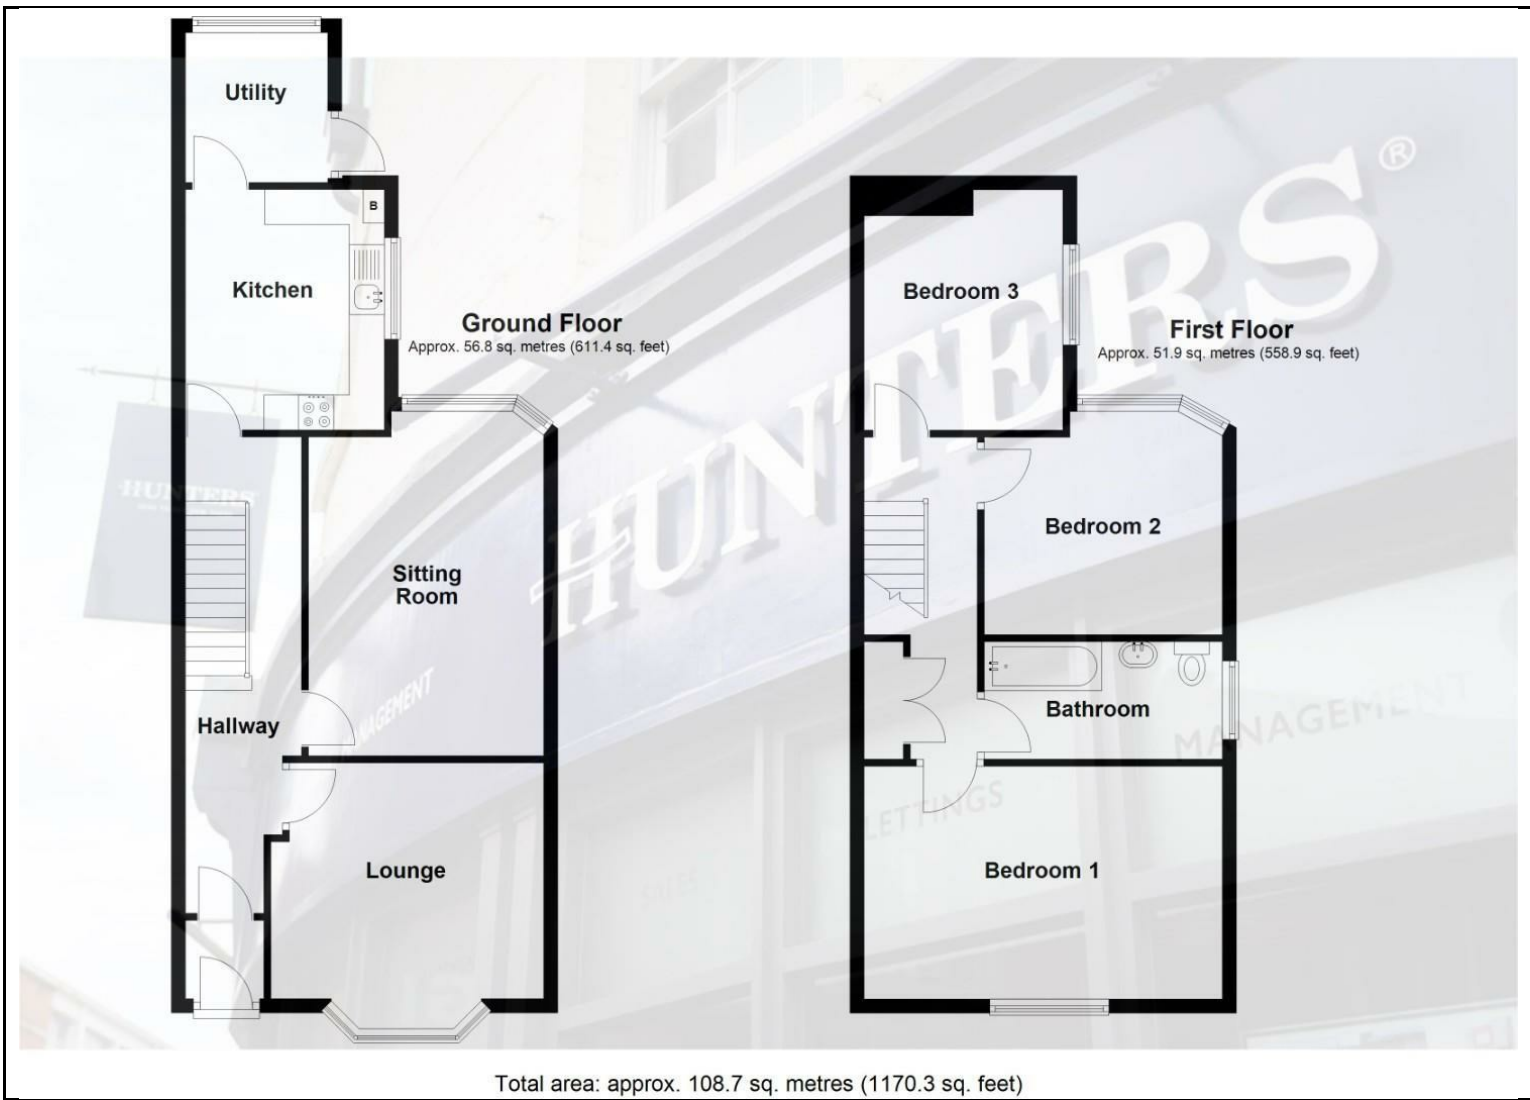 Utility
B
Kitchen
Ground Floor
Approx. 56.8 sq. metres (611.4 sq. feet)
Sitting
Room
Hallway
Lounge
Bedroom 3
First Floor
Approx. 51.9 sq. metres (558.9 sq. feet)
Bedroom 2
Bathroom
Bedroom 1
HUNTERS®
HUNTERS
MANAGEMENT
MANAGEMENT
LETTINGS
SALES
Total area: approx. 108.7 sq. metres (1170.3 sq. feet)